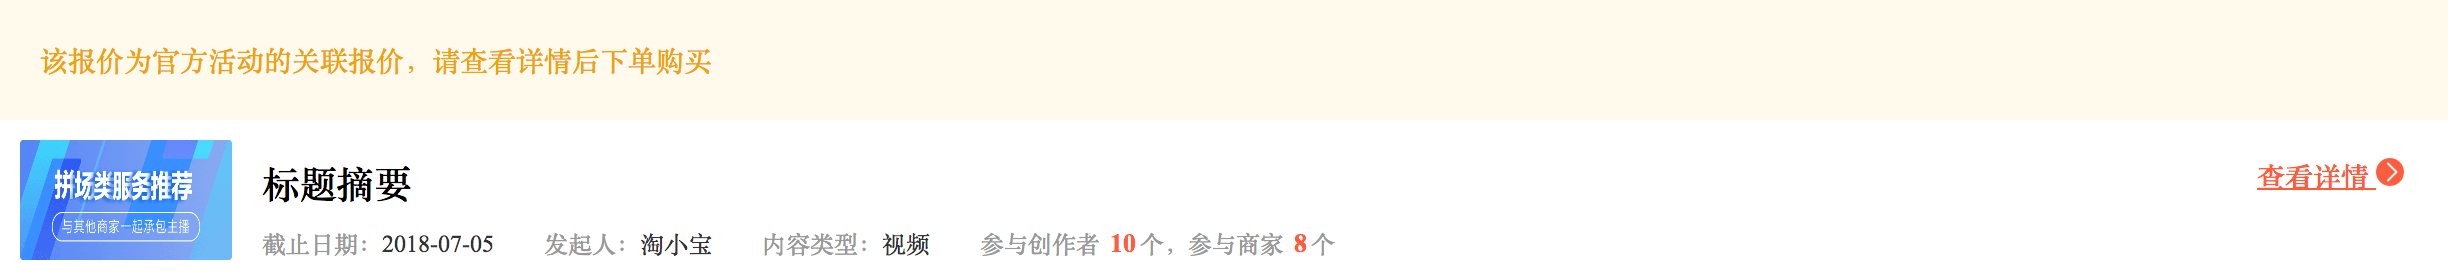 该报价为官方活动的关联报价，请查看详情后下单购买
拼场类服务推荐
与其他商家一起承包主播
标题摘要
查看详情
截止日期：2018-07-05 发起人：淘小宝 内容类型：视频 参与创作者 10 个，参与商家 8 个